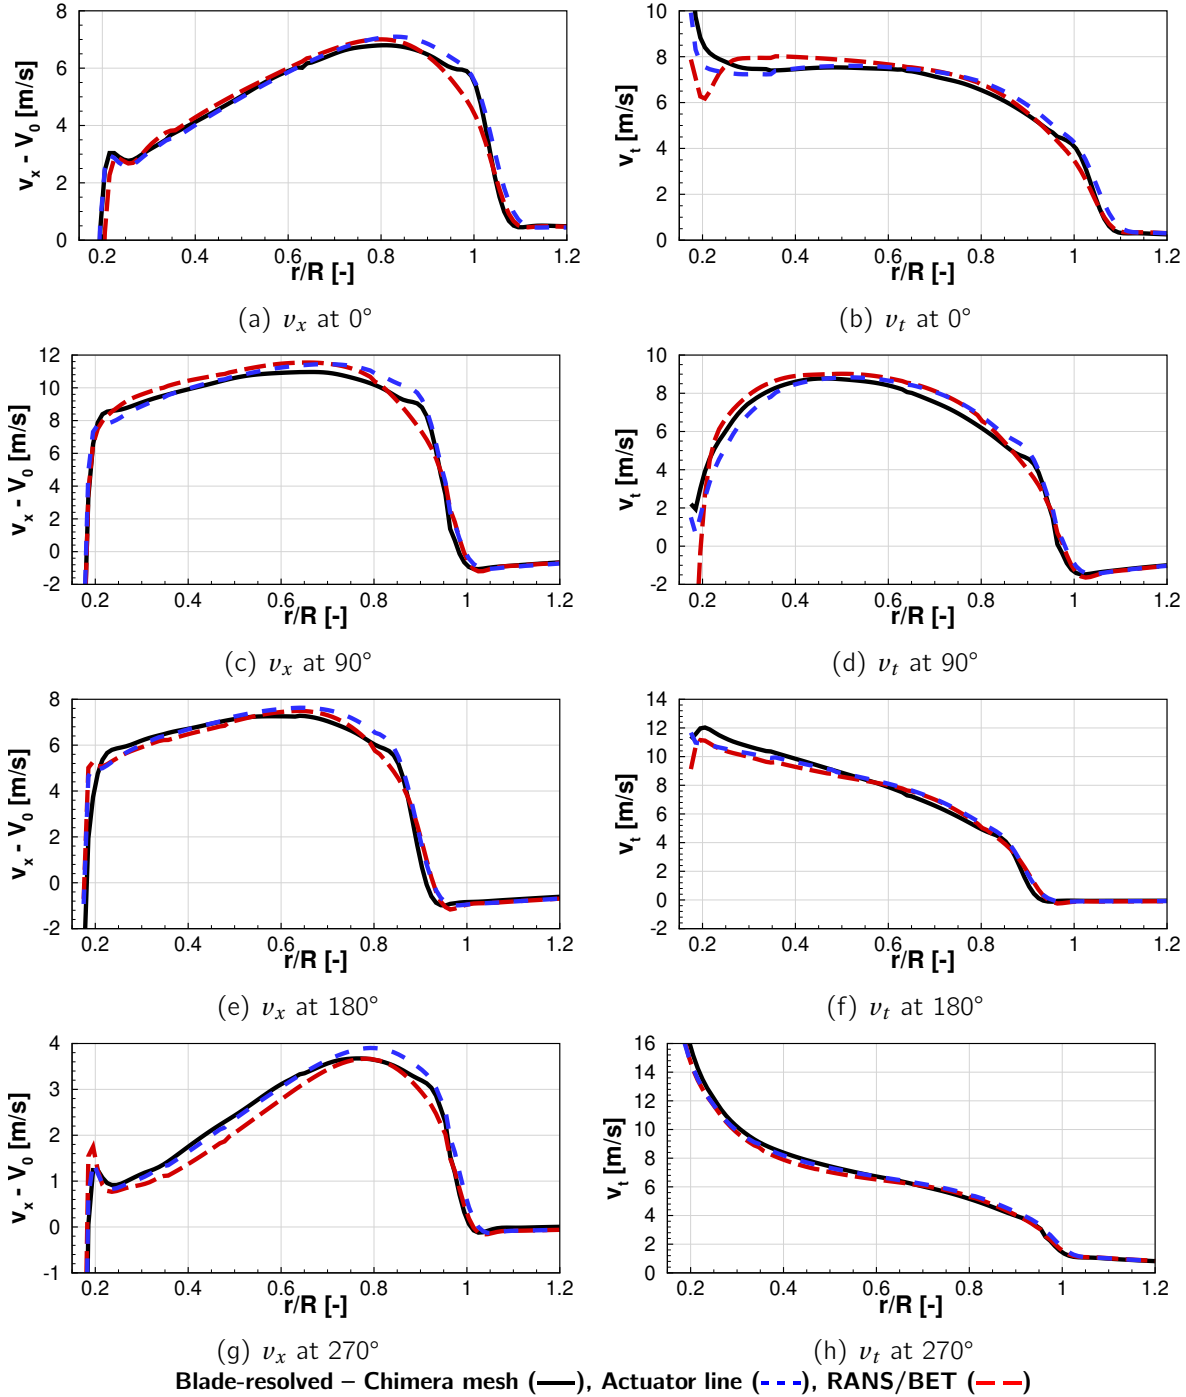 8
6
4
2
0
v_x - V_0 [m/s]
0.2 0.4 0.6 0.8 1 1.2
r/R [-]
(a) v_x at 0°
10
8
6
4
2
0
v_t [m/s]
0.2 0.4 0.6 0.8 1 1.2
r/R [-]
(b) v_t at 0°
12
10
8
6
4
2
0
-2
v_x - V_0 [m/s]
0.2 0.4 0.6 0.8 1 1.2
r/R [-]
(c) v_x at 90°
10
8
6
4
2
0
-2
v_t [m/s]
0.2 0.4 0.6 0.8 1 1.2
r/R [-]
(d) v_t at 90°
8
6
4
2
0
-2
v_x - V_0 [m/s]
0.2 0.4 0.6 0.8 1 1.2
r/R [-]
(e) v_x at 180°
14
12
10
8
6
4
2
0
-2
v_t [m/s]
0.2 0.4 0.6 0.8 1 1.2
r/R [-]
(f) v_t at 180°
4
3
2
1
0
-1
v_x - V_0 [m/s]
0.2 0.4 0.6 0.8 1 1.2
r/R [-]
(g) v_x at 270°
16
14
12
10
8
6
4
2
0
v_t [m/s]
0.2 0.4 0.6 0.8 1 1.2
r/R [-]
(h) v_t at 270°
Blade-resolved – Chimera mesh (—), Actuator line (---), RANS/BET (— —)